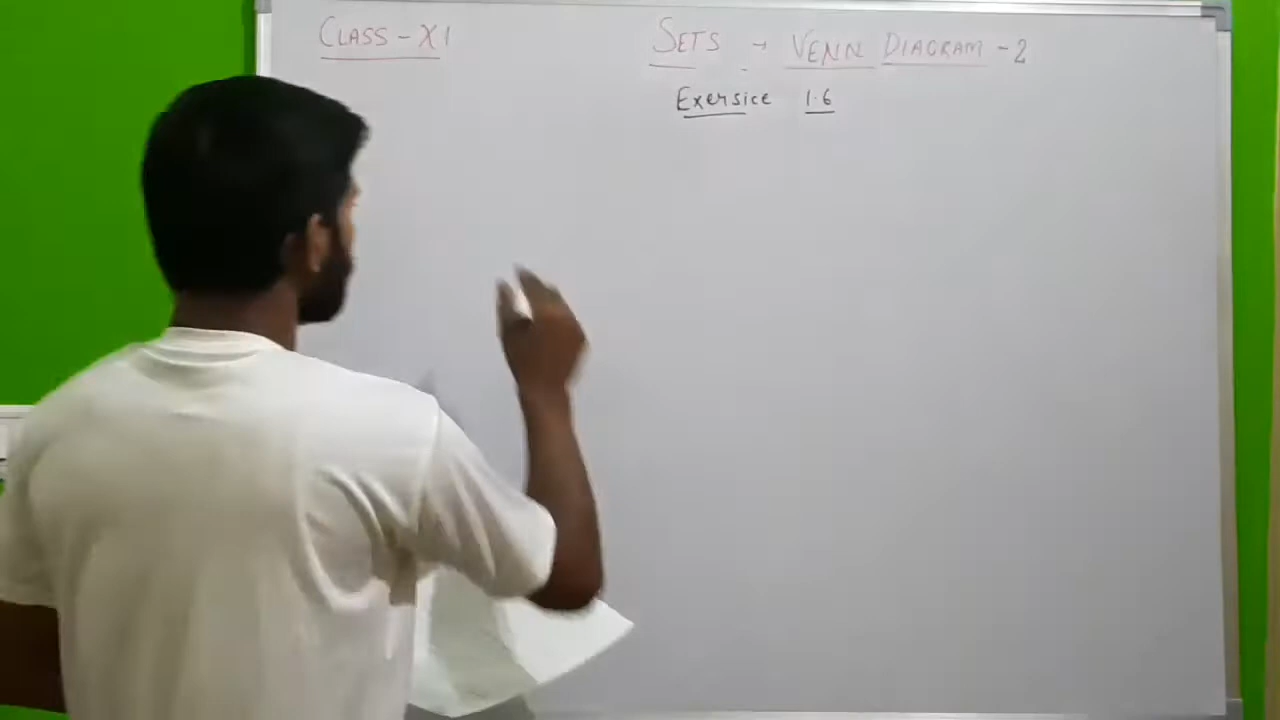 CLASS - XI
SETS → VENN DIAGRAM - 2
Exersice 1.6